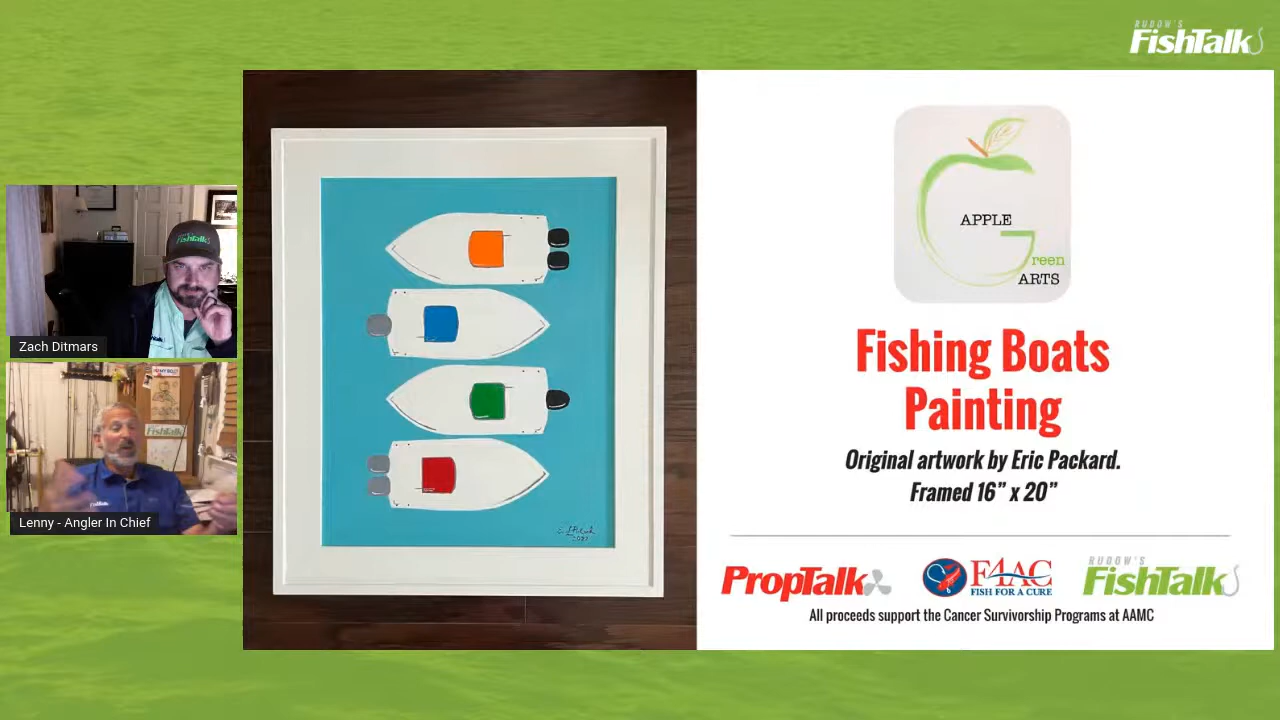 RUDOW'S
FishTalk
APPLE
Green
ARTS
Fishing Boats
Painting
Original artwork by Eric Packard.
Framed 16” x 20”
PropTalk
F4AC
FISH FOR A CURE
RUDOW'S
FishTalk
All proceeds support the Cancer Survivorship Programs at AAMC
FishTalk
Zach Ditmars
FishTalk
Lenny - Angler In Chief